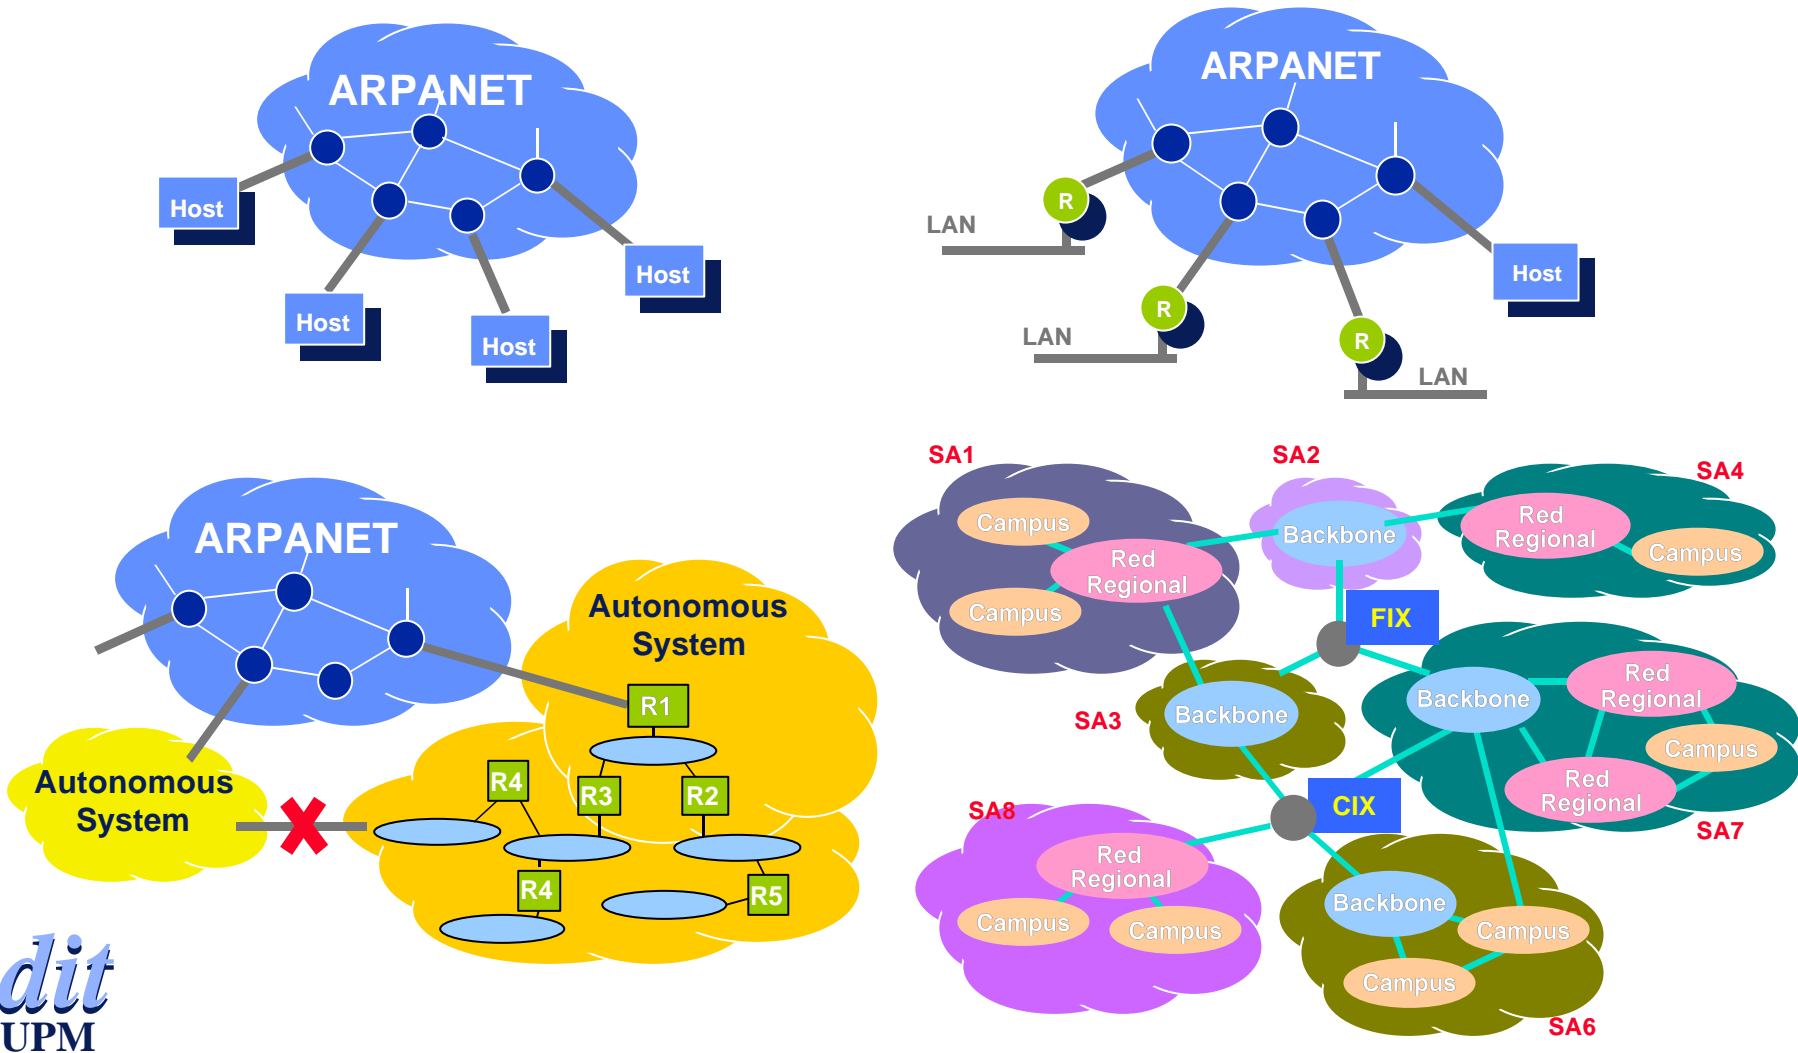 ARPANET
Host
Host
Host
Host
ARPANET
R
LAN
R
LAN
R
LAN
Host
ARPANET
Autonomous
System
R1
R4
R3
R2
R4
R5
Autonomous
System
SA1
Campus
Red
Regional
Campus
SA2
Backbone
SA4
Red
Regional
Campus
FIX
SA3
Backbone
Backbone
Red
Regional
Campus
Red
Regional
SA7
CIX
SA8
Red
Regional
Campus
Campus
Backbone
Campus
Campus
SA6
dit
UPM